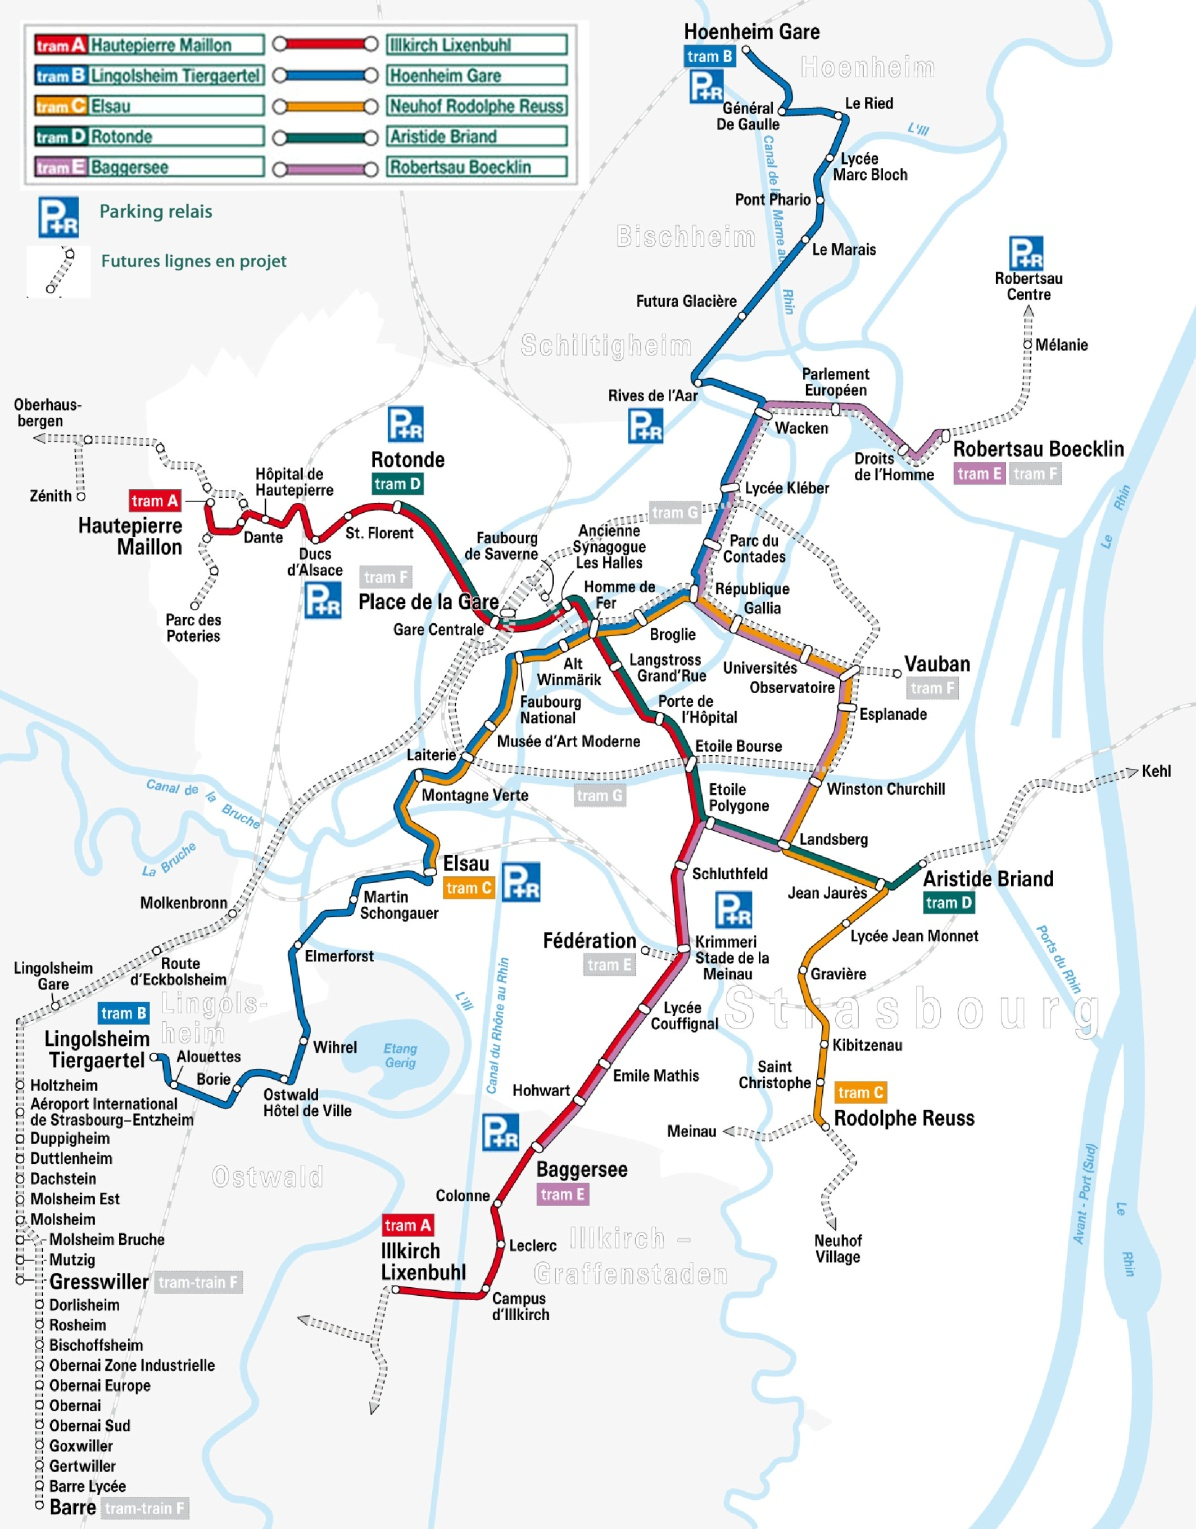 tram A Hautepierre Maillon Illkirch Lixenbuhl
tram B Lingolsheim Tiergaertel Hoenheim Gare
tram C Elsau Neuhof Rodolphe Reuss
tram D Rotonde Aristide Briand
tram E Baggersee Robertsau Boecklin
P+R Parking relais
Futures lignes en projet
Hoenheim Gare
tram B
P+R
Hoenheim
Général
De Gaulle
Le Ried
L'Ill
Lycée
Marc Bloch
Canal de la Marne au Rhin
Pont Phario
Bischheim
Le Marais
P+R
Robertsau
Centre
Futura Glacière
Schiltigheim
Mélanie
Rives de l'Aar
P+R
Parlement
Européen
Wacken
Droits
de l'Homme
Robertsau Boecklin
tram E tram F
Oberhaus-
bergen
Zénith
tram A
Hautepierre
Maillon
Hôpital de
Hautepierre
Dante
Ducs
d'Alsace
P+R
P+R
Rotonde
tram D
St. Florent
Parc des
Poteries
Lycée Kléber
tram G
Parc du
Contades
Le Rhin
Faubourg
de Saverne
Ancienne
Synagogue
Les Halles
tram F
Place de la Gare
Gare Centrale
Homme de
Fer
République
Gallia
Broglie
Alt
Winmärik
Langstross
Grand'Rue
Universités
Observatoire
Vauban
tram F
Faubourg
National
Porte de
l'Hôpital
Esplanade
Musée d'Art Moderne
Laiterie
Etoile Bourse
Montagne Verte
tram G
Etoile
Polygone
Winston Churchill
Kehl
Canal de la Bruche
La Bruche
Landsberg
Elsau
tram C
P+R
Schluthfeld
Jean Jaurès
Aristide Briand
tram D
Martin
Schongauer
Molkenbronn
P+R
Lycée Jean Monnet
Fédération
tram E
Krimmeri
Stade de la
Meinau
Elmerforst
Route
d'Eckbolsheim
Lingolsheim
Gare
Gravière
Ports du Rhin
Lingols-
heim
tram B
Lingolsheim
Tiergaertel
Strasbourg
L'Ill
Canal du Rhône au Rhin
Lycée
Couffignal
Alouettes
Borie
Wihrel
Etang
Gerig
Kibitzenau
Ostwald
Hôtel de Ville
Emile Mathis
Saint
Christophe
Hohwart
tram C
Rodolphe Reuss
Meinau
P+R
Baggersee
tram E
Ostwald
Colonne
Avant - Port (Sud)
Le Rhin
Neuhof
Village
tram A
Illkirch
Lixenbuhl
Leclerc
Illkirch –
Graffenstaden
Campus
d'Illkirch
Holtzheim
Aéroport International
de Strasbourg–Entzheim
Duppigheim
Duttlenheim
Dachstein
Molsheim Est
Molsheim
Molsheim Bruche
Mutzig
Gresswiller tram-train F
Dorlisheim
Rosheim
Bischoffsheim
Obernai Zone Industrielle
Obernai Europe
Obernai
Obernai Sud
Goxwiller
Gertwiller
Barre Lycée
Barre tram-train F